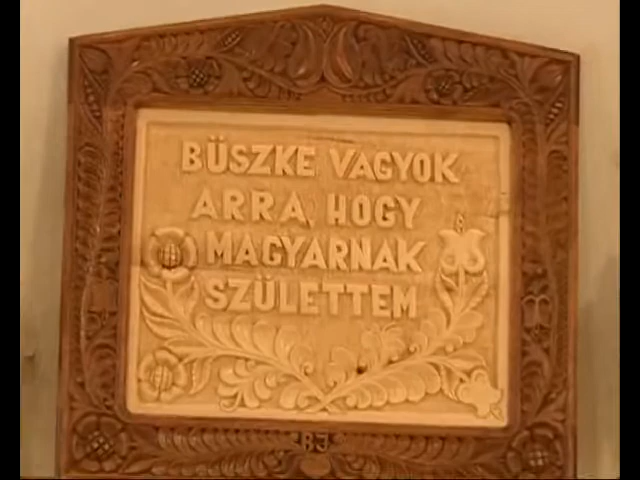 BÜSZKE VAGYOK
ARRA, HOGY
MAGYARNAK
SZÜLETTEM